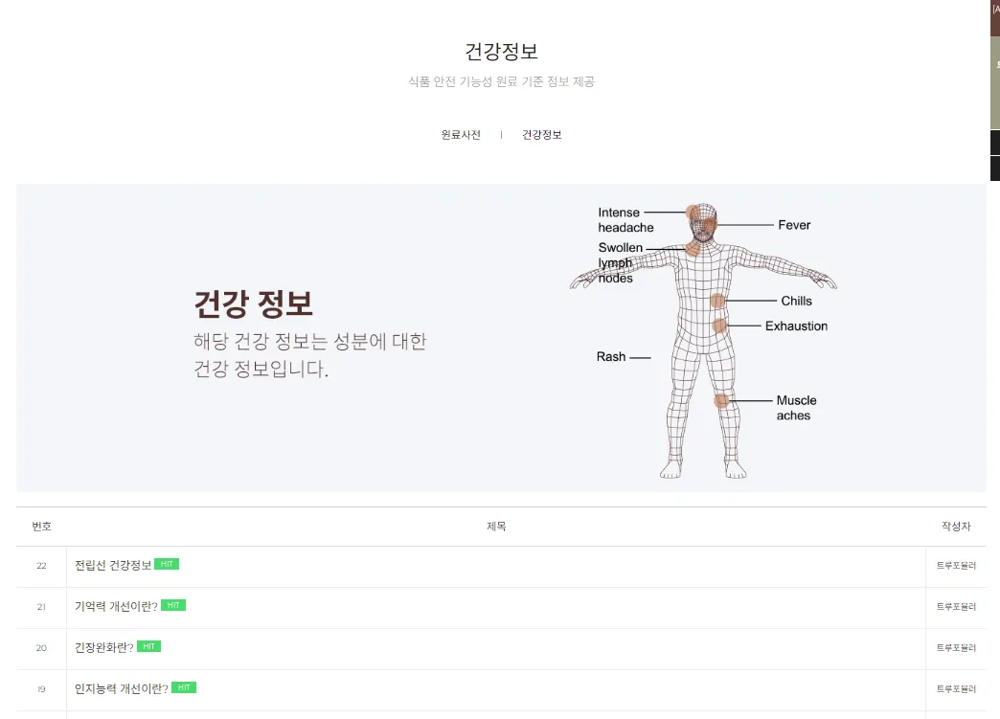 건강정보
식품 안전 기능성 원료 기준 정보 제공
원료사전 | 건강정보
Intense
headache
Fever
Swollen
lymph
nodes
건강 정보
해당 건강 정보는 성분에 대한
건강 정보입니다.
Chills
Exhaustion
Rash
Muscle
aches
번호 제목 작성자
22 전립선 건강정보 HIT 트루포뮬러
21 기억력 개선이란? HIT 트루포뮬러
20 긴장완화란? HIT 트루포뮬러
19 인지능력 개선이란? HIT 트루포뮬러